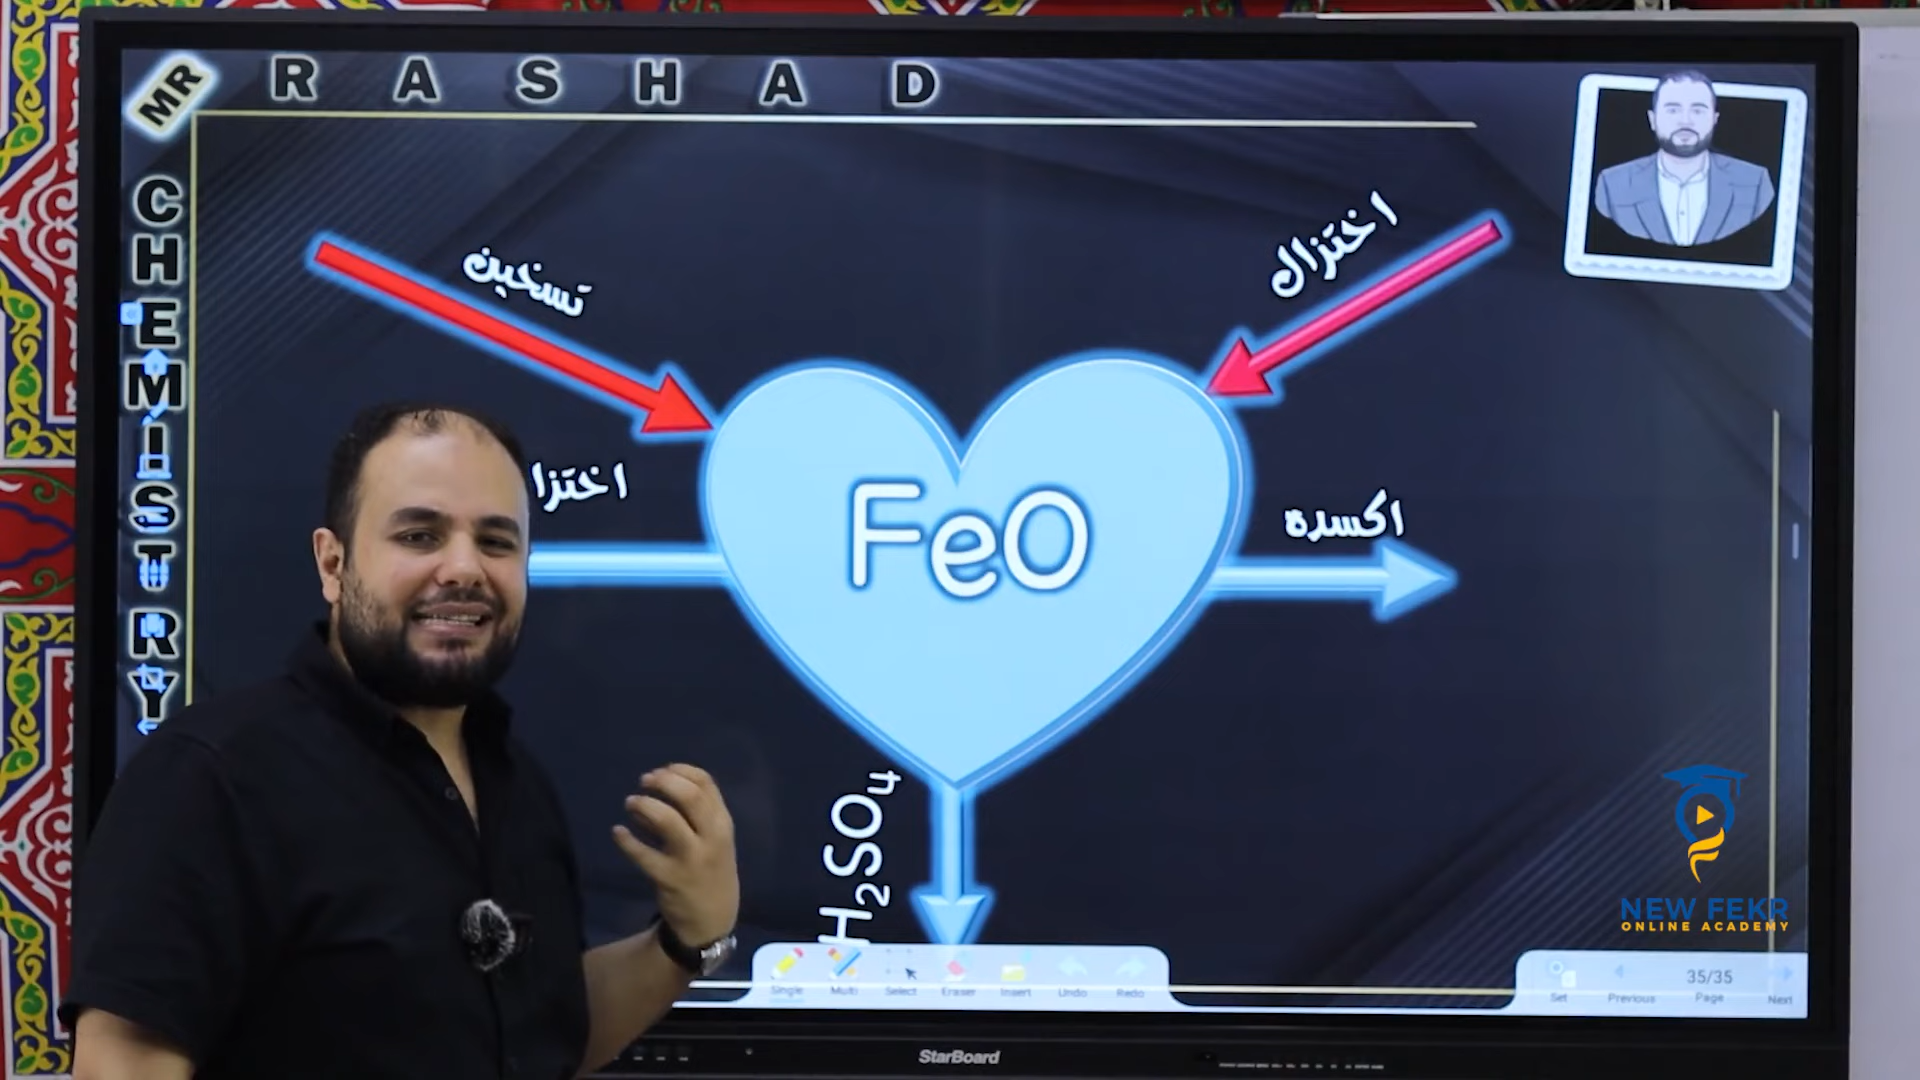 MR RASHAD
CHEMISTRY
تسخين
اختزال
اختزا
FeO
اكسدة
H₂SO₄
NEW FEKR
ONLINE ACADEMY
Single Multi Select Eraser Insert Undo Redo
35/35
Set Previous Page Next
StarBoard